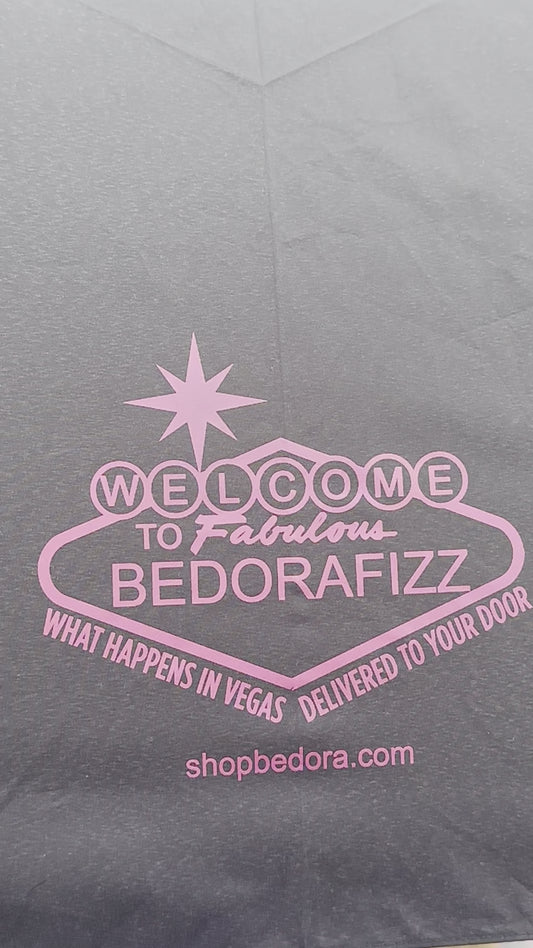 WELCOME
TO Fabulous
BEDORAFIZZ
WHAT HAPPENS IN VEGAS DELIVERED TO YOUR DOOR
shopbedora.com